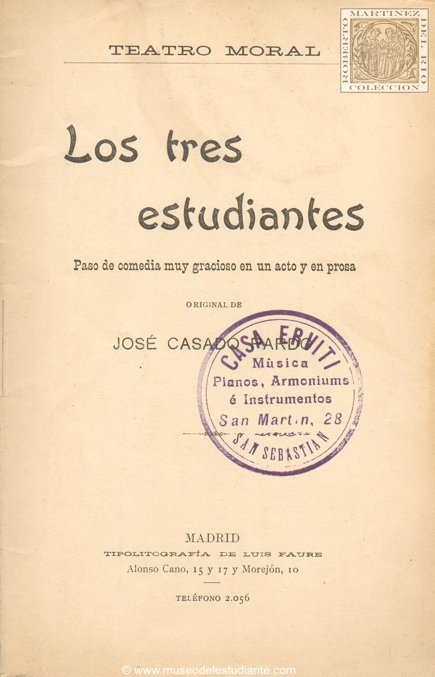 TEATRO MORAL
ROBERTO MARTINEZ DEL RIO
COLECCION
Los tres
estudiantes
Paso de comedia muy gracioso en un acto y en prosa
ORIGINAL DE
JOSÉ CASADO PARDO
CASA ERVITI
Música
Pianos, Armoniums
é Instrumentos
San Martin, 28
SAN SEBASTIAN
MADRID
TIPOLITOGRAFÍA DE LUIS FAURE
Alonso Cano, 15 y 17 y Morejón, 10
TELÉFONO 2.056
© www.museodelestudiante.com